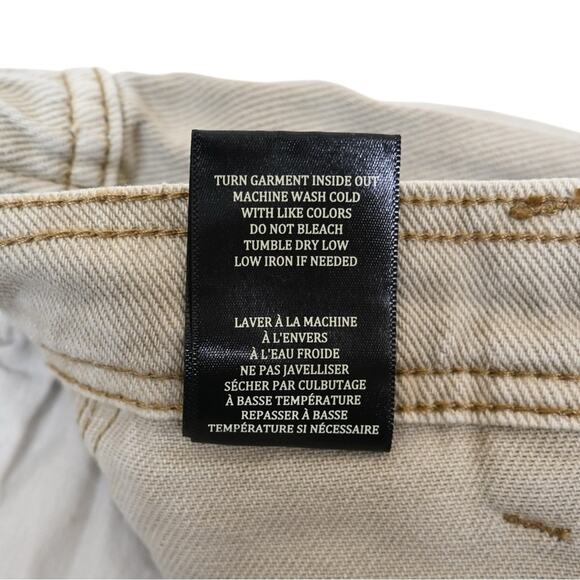 TURN GARMENT INSIDE OUT
MACHINE WASH COLD
WITH LIKE COLORS
DO NOT BLEACH
TUMBLE DRY LOW
LOW IRON IF NEEDED
LAVER À LA MACHINE
À L'ENVERS
À L'EAU FROIDE
NE PAS JAVELLISER
SÉCHER PAR CULBUTAGE
À BASSE TEMPÉRATURE
REPASSER À BASSE
TEMPÉRATURE SI NÉCESSAIRE